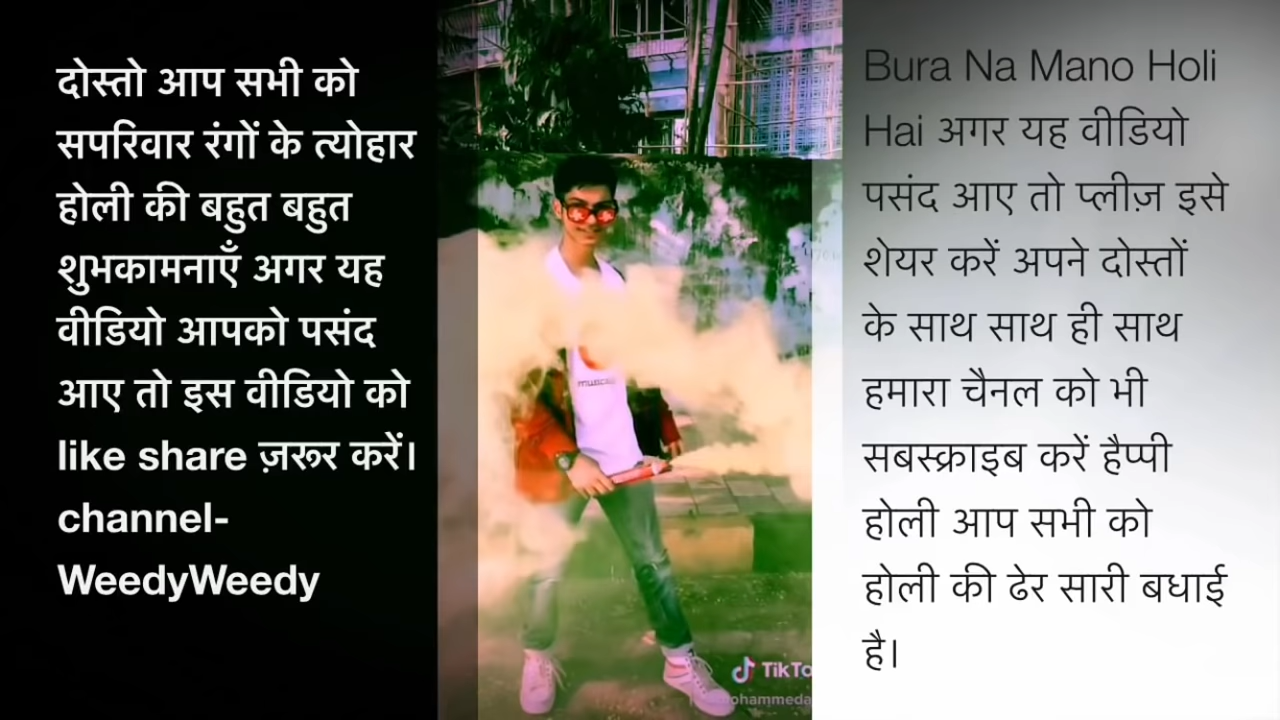 दोस्तो आप सभी को
सपरिवार रंगों के त्योहार
होली की बहुत बहुत
शुभकामनाएँ अगर यह
वीडियो आपको पसंद
आए तो इस वीडियो को
like share ज़रूर करें।
channel-
WeedyWeedy
TikTo
Bura Na Mano Holi
Hai अगर यह वीडियो
पसंद आए तो प्लीज़ इसे
शेयर करें अपने दोस्तों
के साथ साथ ही साथ
हमारा चैनल को भी
सबस्क्राइब करें हैप्पी
होली आप सभी को
होली की ढेर सारी बधाई
है।